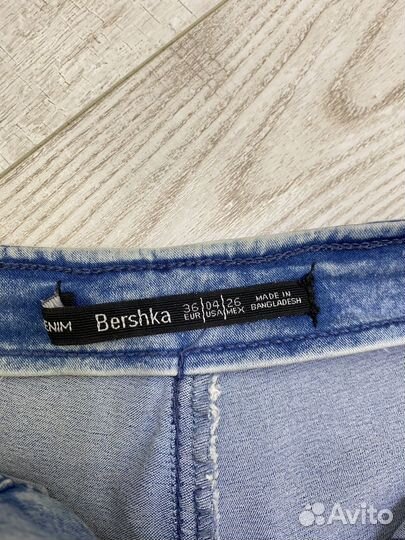 ENIM Bershka
36|04|26
EUR|USA|MEX
MADE IN
BANGLADESH
Avito